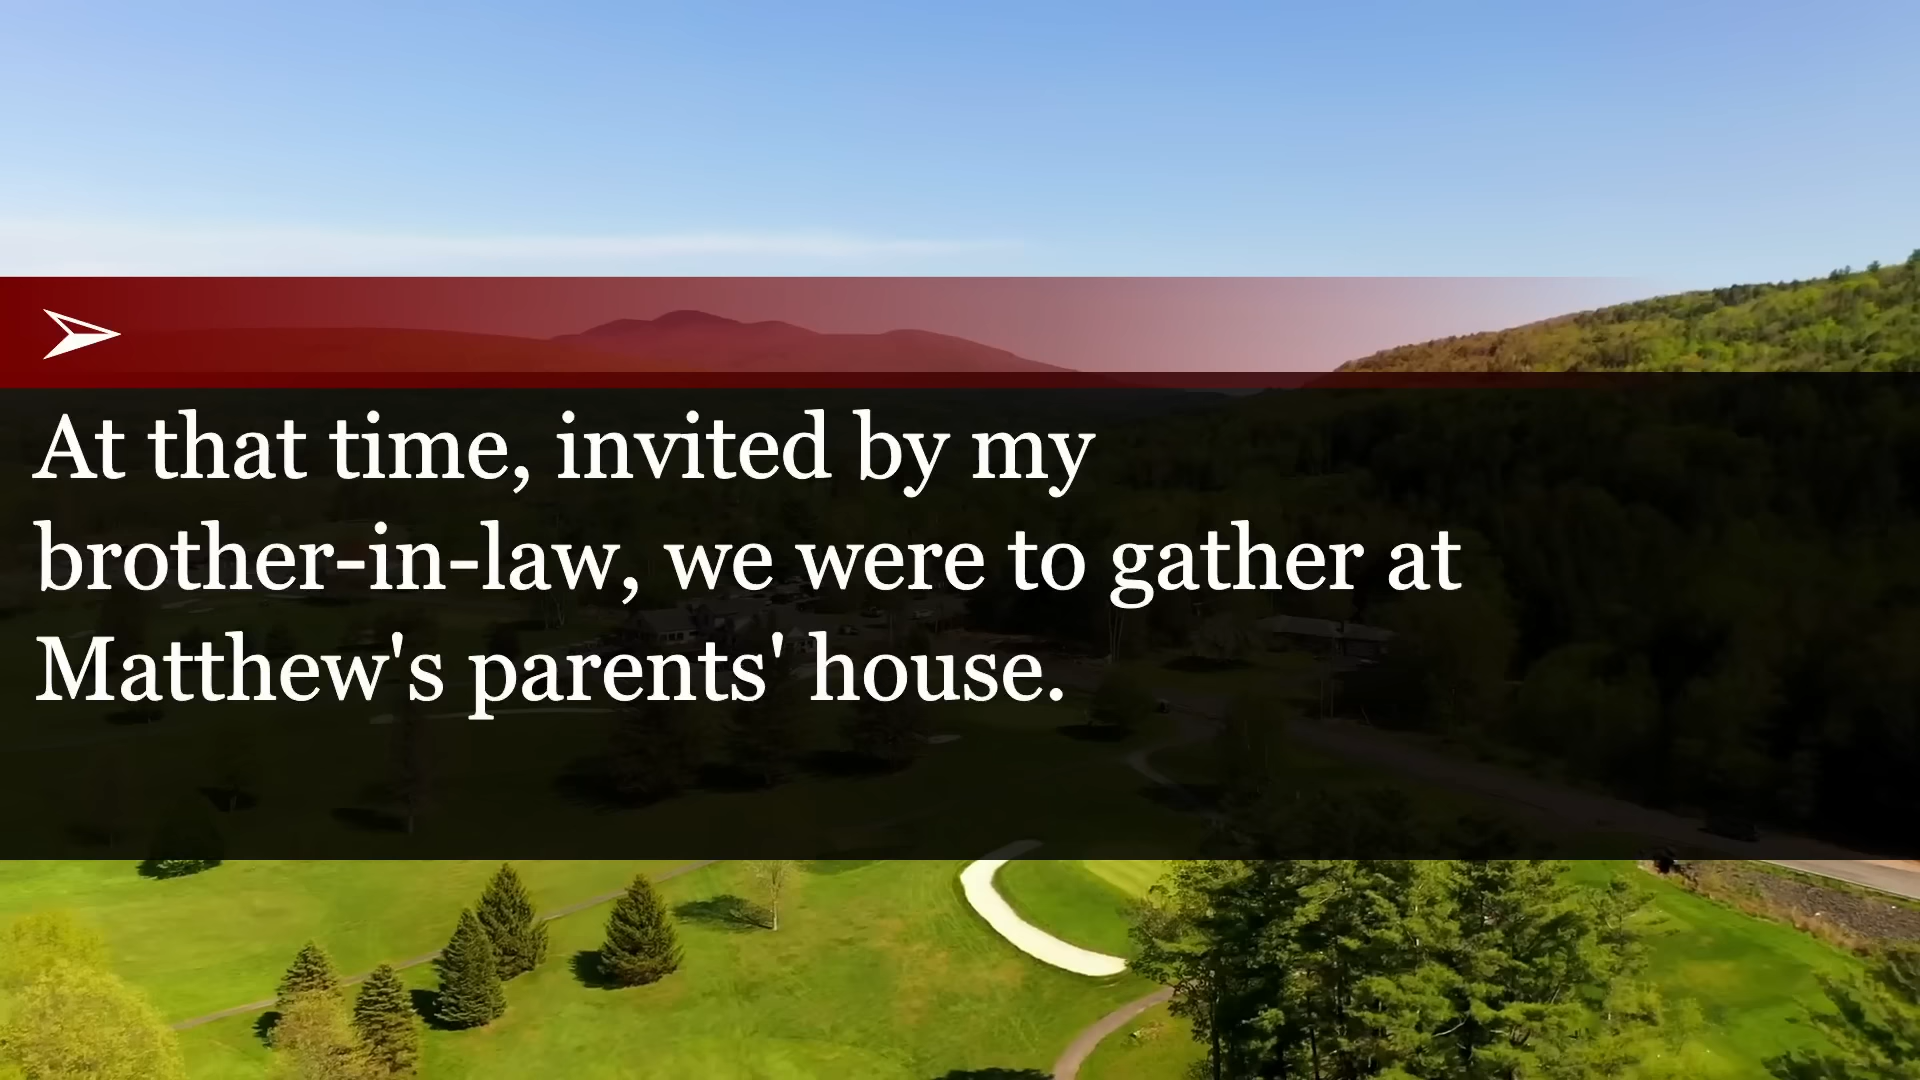 At that time, invited by my
brother-in-law, we were to gather at
Matthew's parents' house.